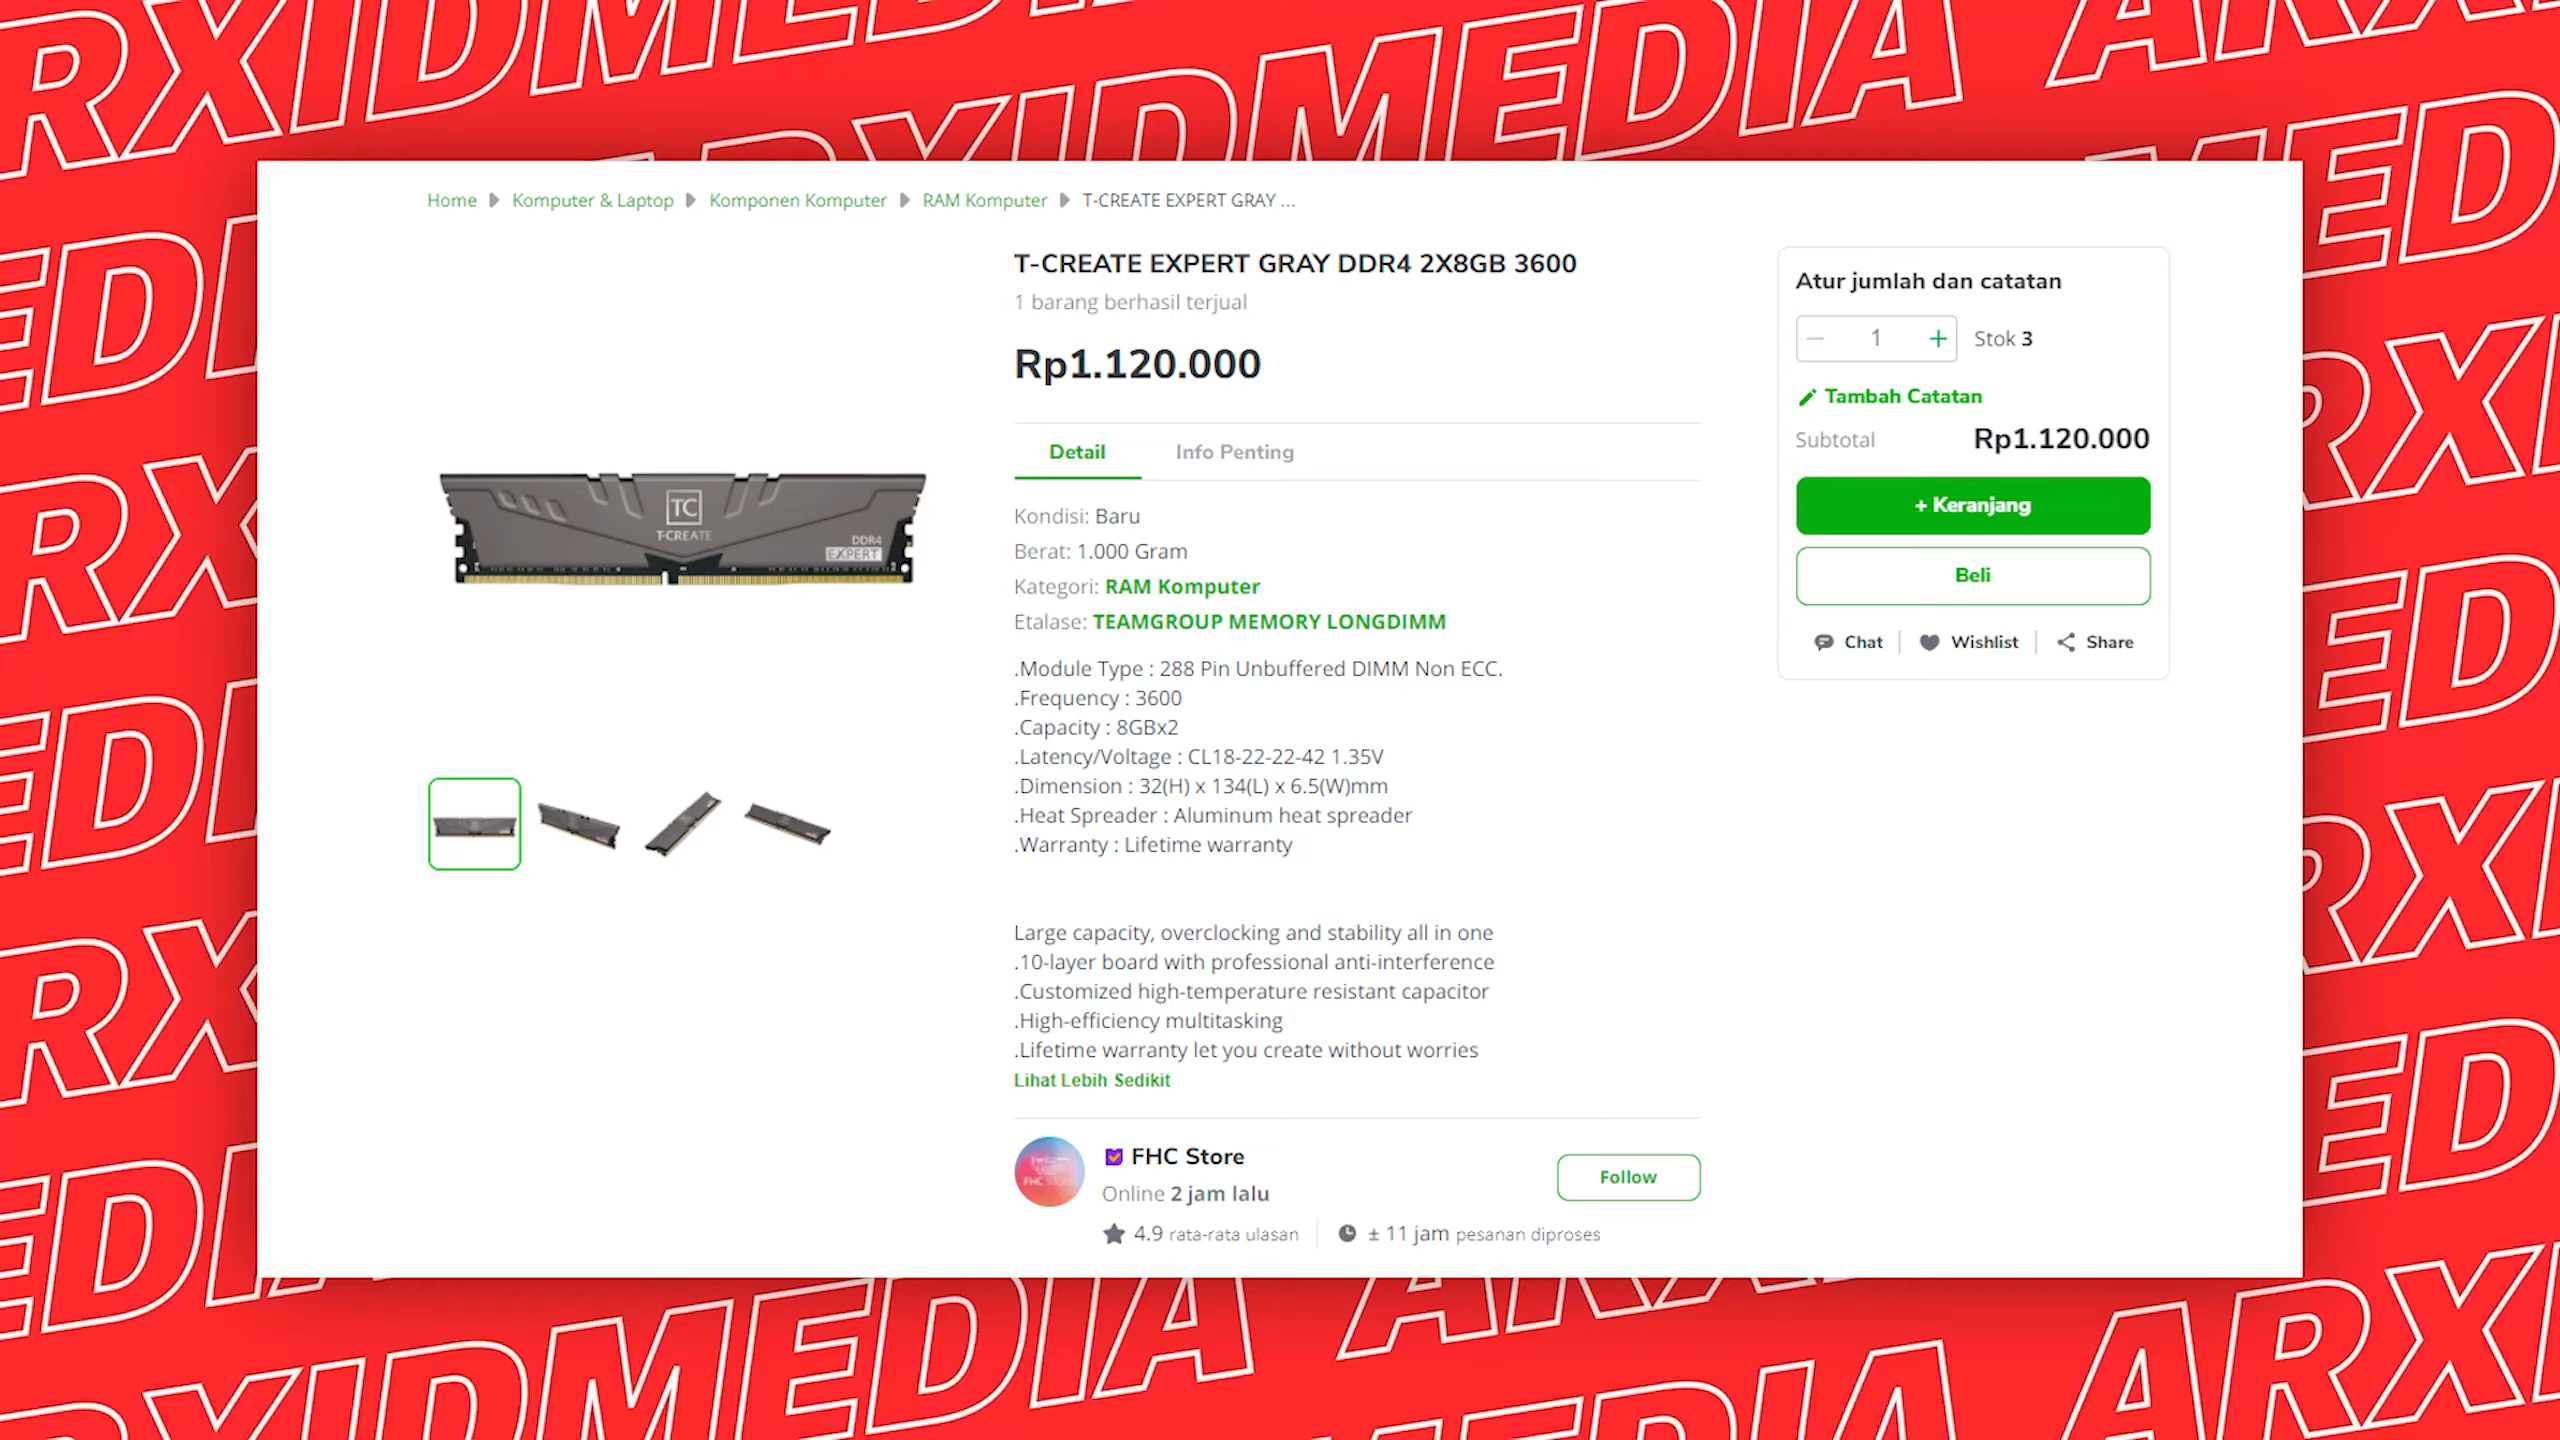 ARXIDMEDIA ARXIDMEDIA
Home Komputer & Laptop Komponen Komputer RAM Komputer T-CREATE EXPERT GRAY ...
T-CREATE EXPERT GRAY DDR4 2X8GB 3600
1 barang berhasil terjual
Rp1.120.000
Detail Info Penting
Kondisi: Baru
Berat: 1.000 Gram
Kategori: RAM Komputer
Etalase: TEAMGROUP MEMORY LONGDIMM
.Module Type : 288 Pin Unbuffered DIMM Non ECC.
.Frequency : 3600
.Capacity : 8GBx2
.Latency/Voltage : CL18-22-22-42 1.35V
.Dimension : 32(H) x 134(L) x 6.5(W)mm
.Heat Spreader : Aluminum heat spreader
.Warranty : Lifetime warranty
Large capacity, overclocking and stability all in one
.10-layer board with professional anti-interference
.Customized high-temperature resistant capacitor
.High-efficiency multitasking
.Lifetime warranty let you create without worries
Lihat Lebih Sedikit
FHC Store
Online 2 jam lalu
Follow
4.9 rata-rata ulasan ± 11 jam pesanan diproses
TC
T-CREATE
DDR4
EXPERT
Atur jumlah dan catatan
1 Stok 3
Tambah Catatan
Subtotal Rp1.120.000
+ Keranjang
Beli
Chat Wishlist Share
ARXIDMEDIA ARXI